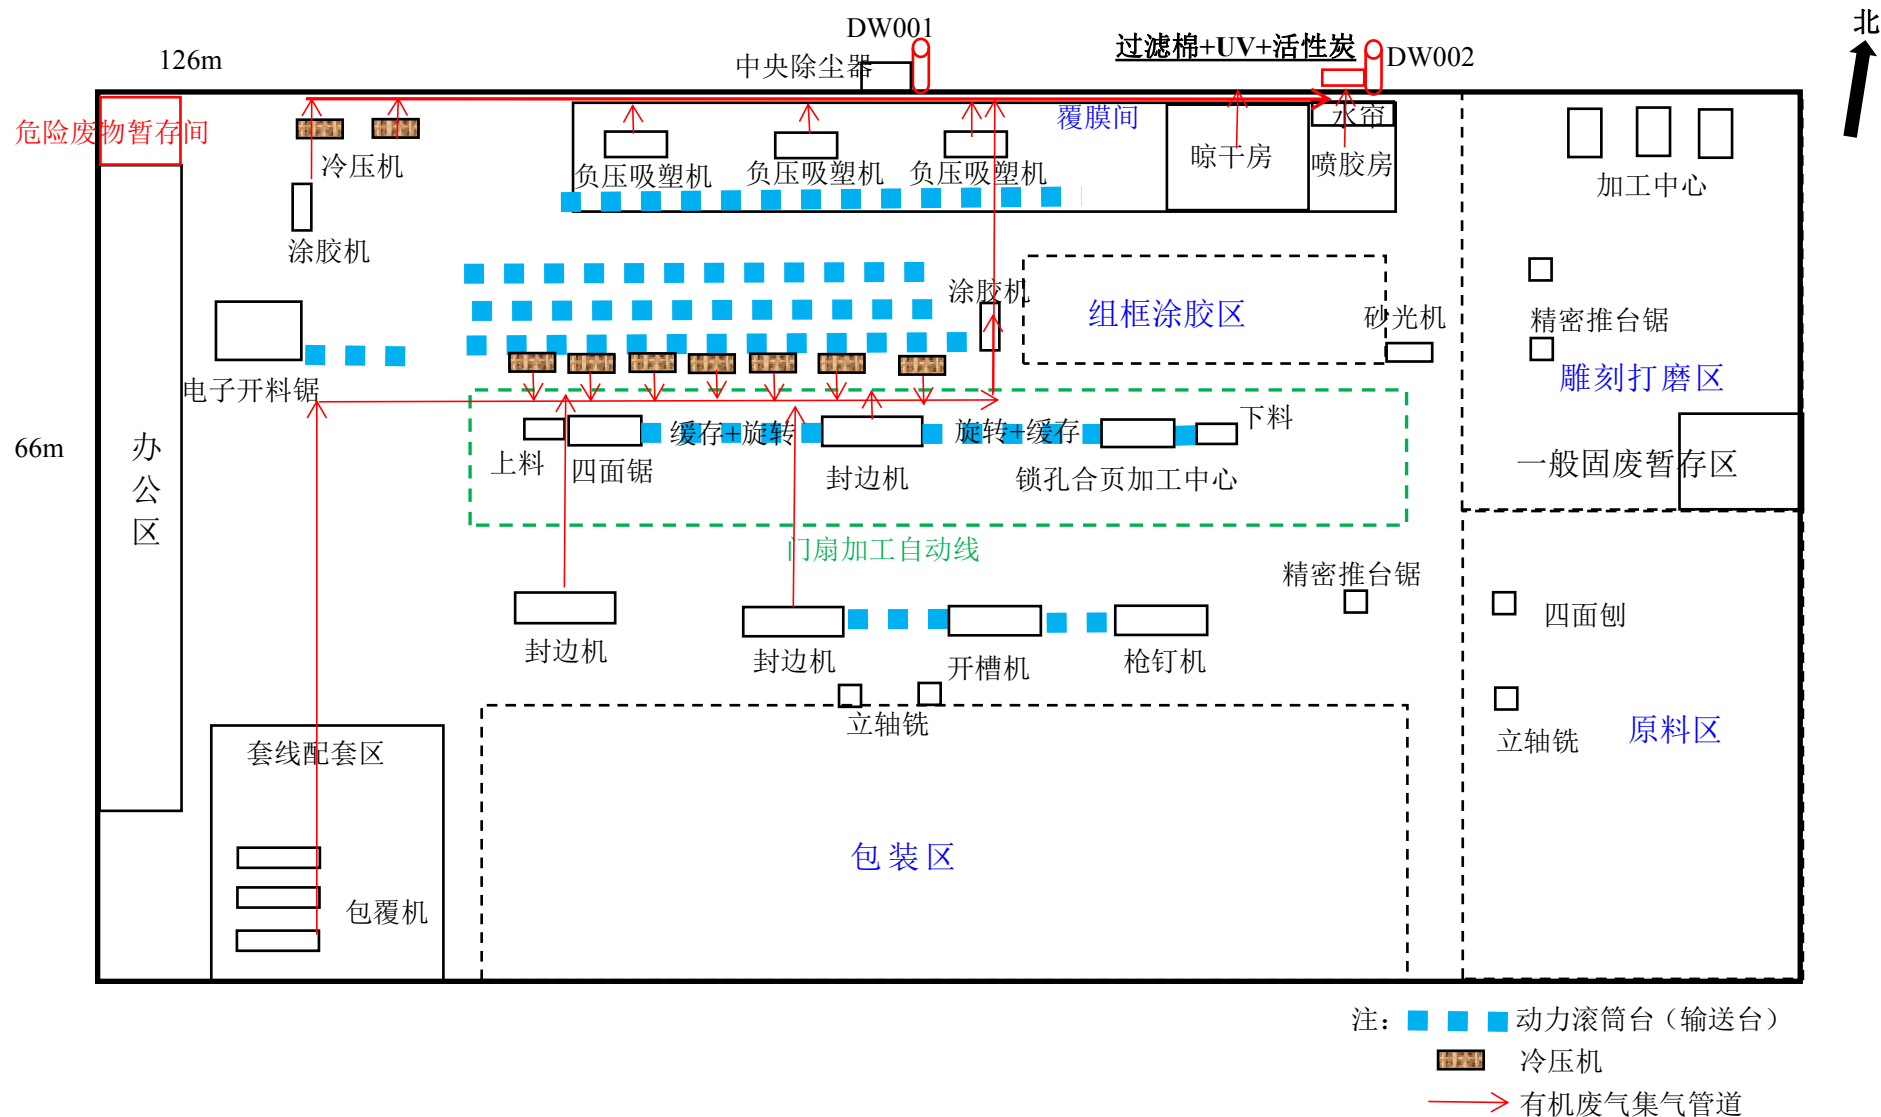 北
DW001
过滤棉+UV+活性炭
DW002
126m
中央除尘器
危险废物暂存间
冷压机
覆膜间
水帘
晾干房
喷胶房
负压吸塑机
负压吸塑机
负压吸塑机
加工中心
涂胶机
涂胶机
组框涂胶区
砂光机
精密推台锯
电子开料锯
雕刻打磨区
66m
办公区
上料
四面锯
缓存+旋转
封边机
旋转+缓存
锁孔合页加工中心
下料
一般固废暂存区
门扇加工自动线
精密推台锯
四面刨
封边机
封边机
开槽机
枪钉机
立轴铣
立轴铣
原料区
套线配套区
包装区
包覆机
注：
动力滚筒台（输送台）
冷压机
有机废气集气管道